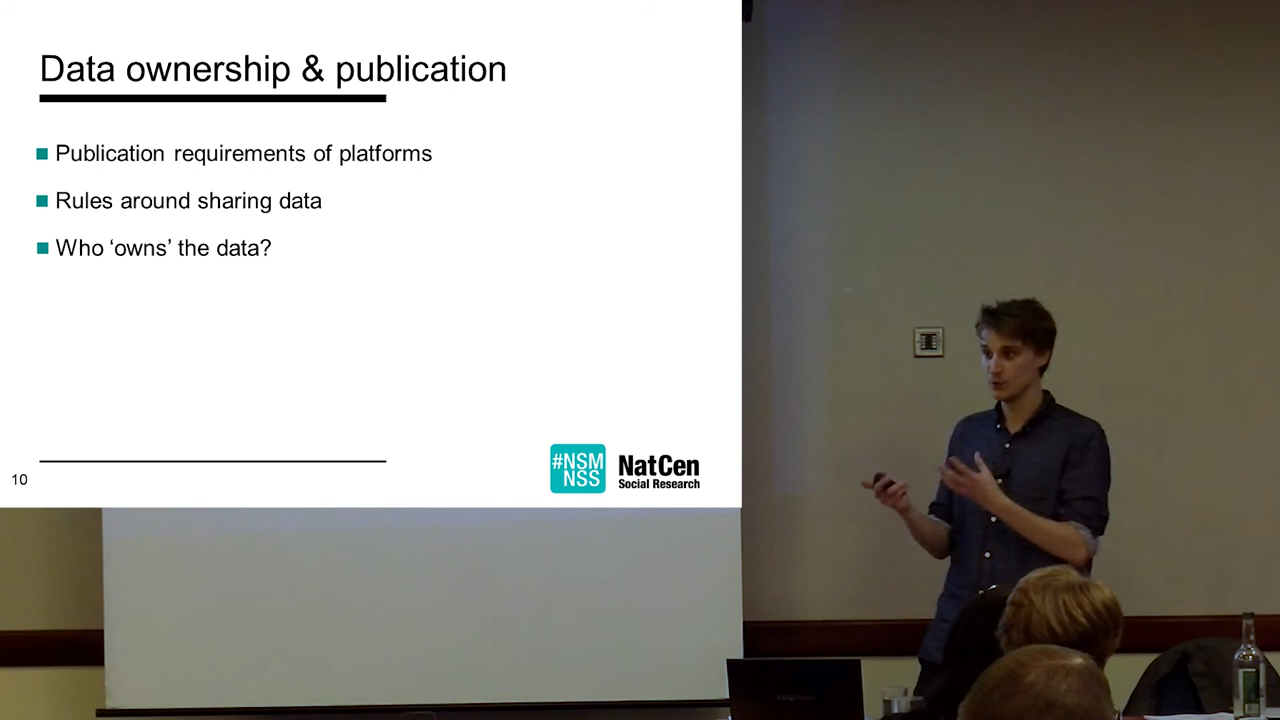 Data ownership & publication
Publication requirements of platforms
Rules around sharing data
Who ‘owns’ the data?
10
#NSM
NSS
NatCen
Social Research